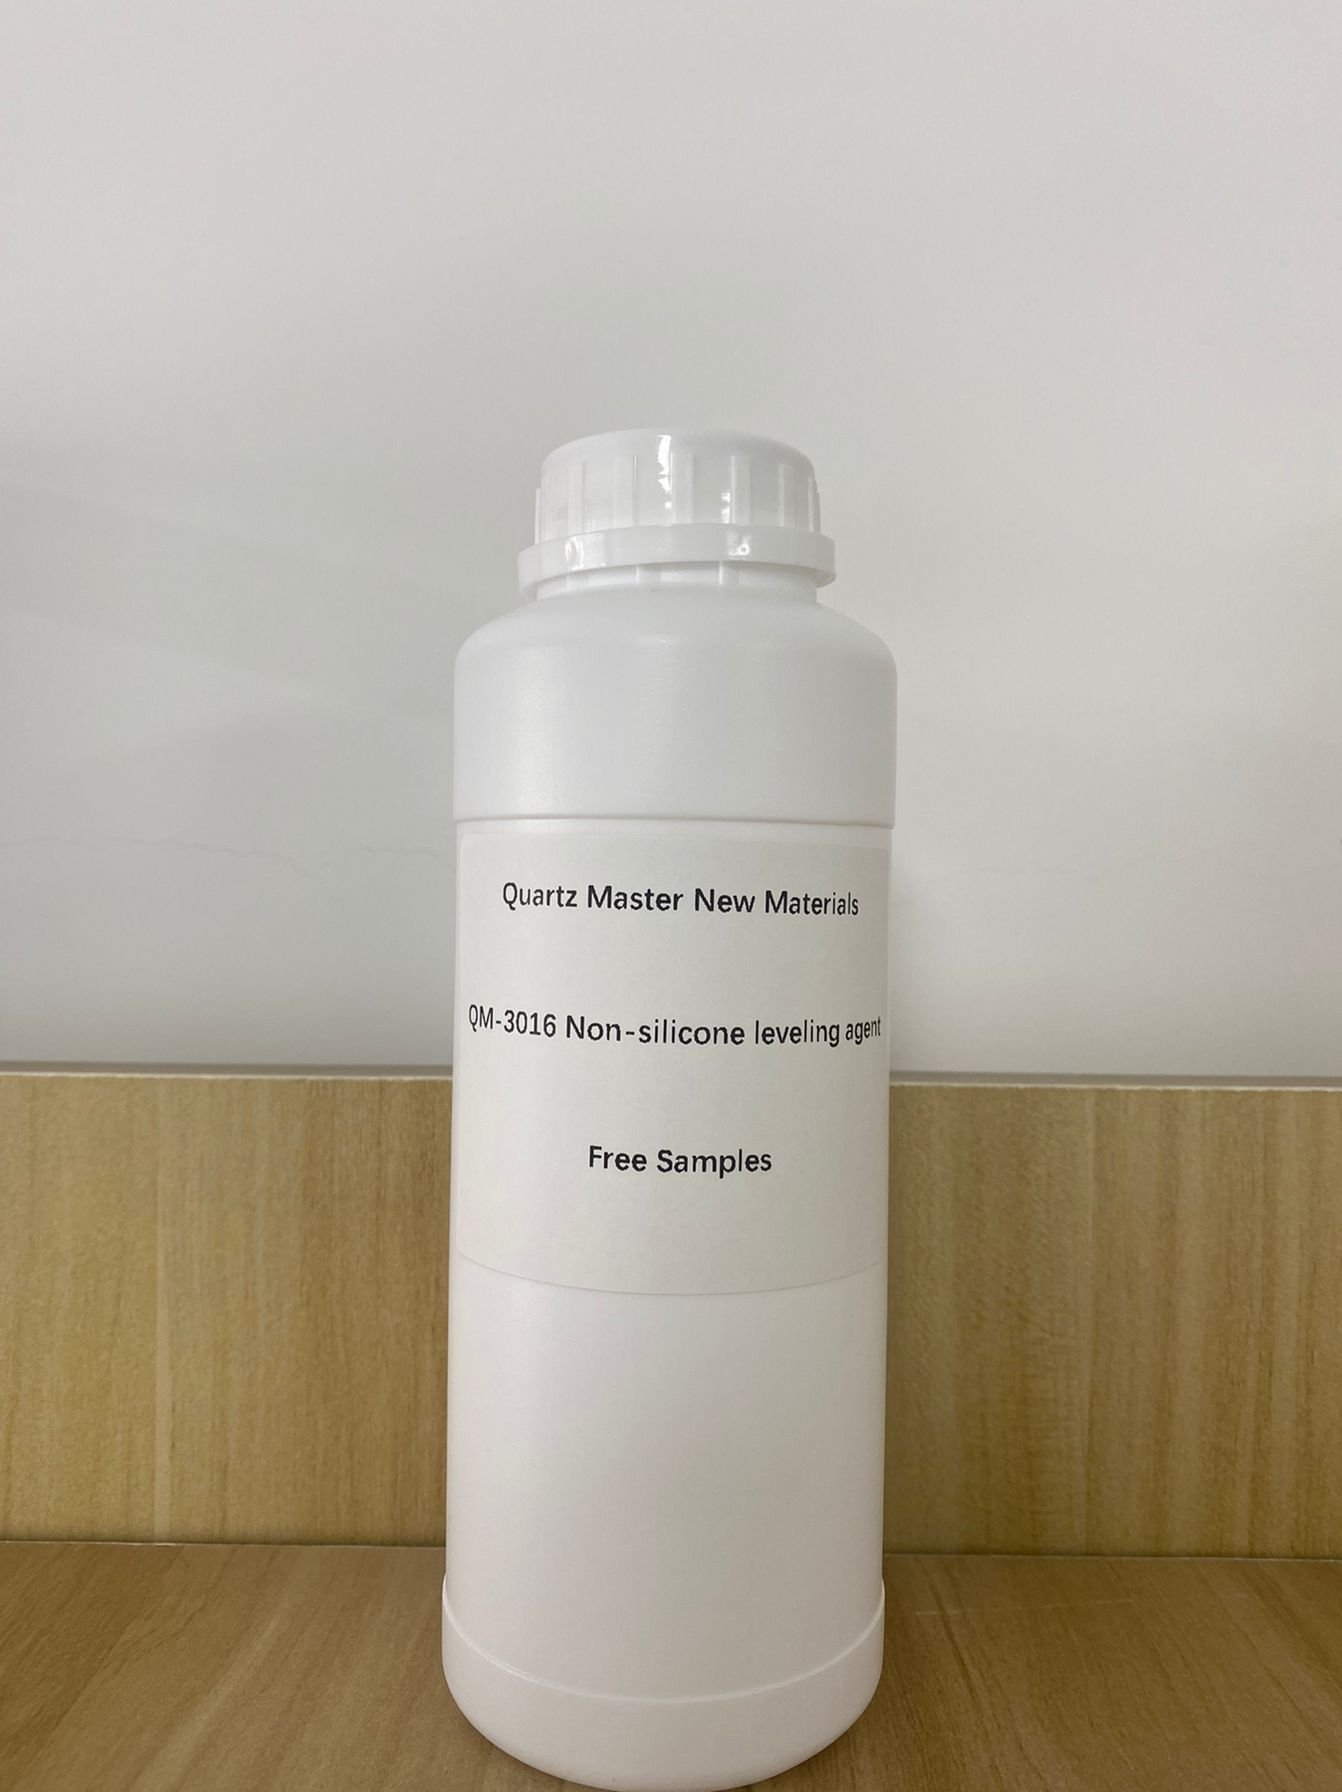 Quartz Master New Materials
QM-3016 Non-silicone leveling agent
Free Samples